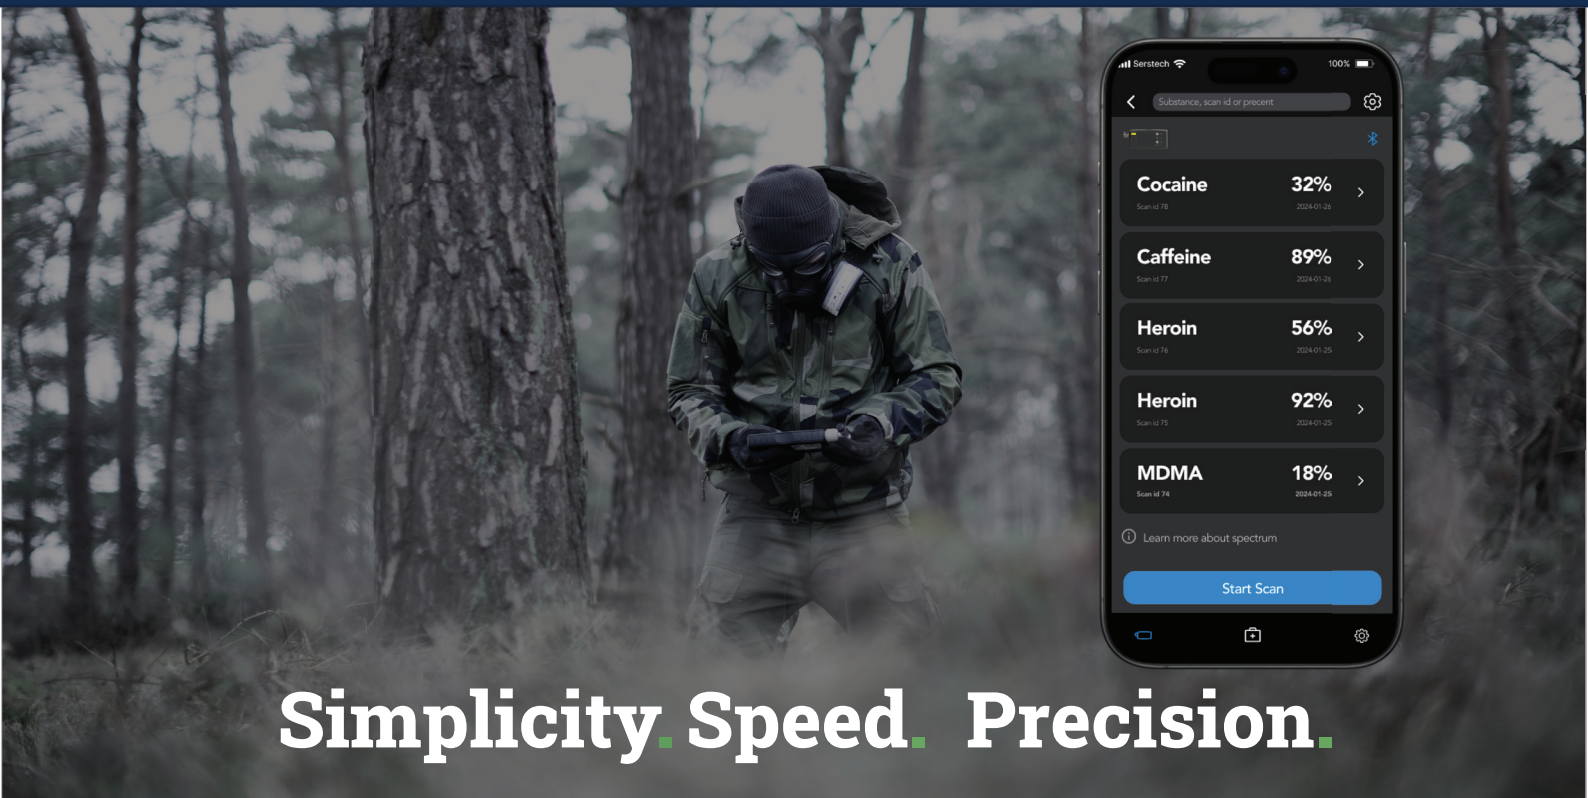 Serstech
100%
Substance, scan id or precent
Cocaine 32%
Scan id 78 2024-01-26
Caffeine 89%
Scan id 77 2024-01-26
Heroin 56%
Scan id 76 2024-01-25
Heroin 92%
Scan id 75 2024-01-25
MDMA 18%
Scan id 74 2024-01-25
Learn more about spectrum
Start Scan
Simplicity. Speed. Precision.